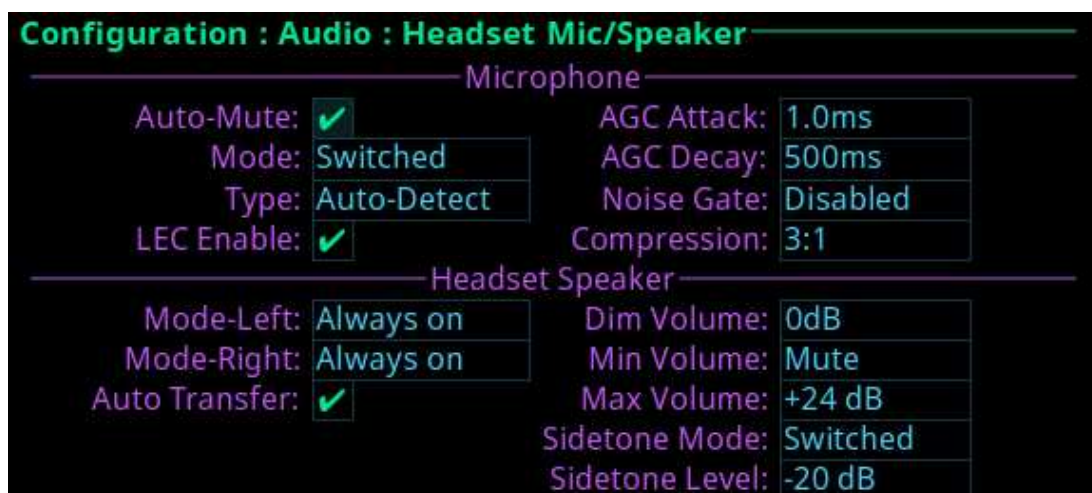 Configuration : Audio : Headset Mic/Speaker
Microphone
Auto-Mute: ✔ AGC Attack: 1.0ms
Mode: Switched AGC Decay: 500ms
Type: Auto-Detect Noise Gate: Disabled
LEC Enable: ✔ Compression: 3:1
Headset Speaker
Mode-Left: Always on Dim Volume: 0dB
Mode-Right: Always on Min Volume: Mute
Auto Transfer: ✔ Max Volume: +24 dB
Sidetone Mode: Switched
Sidetone Level: -20 dB